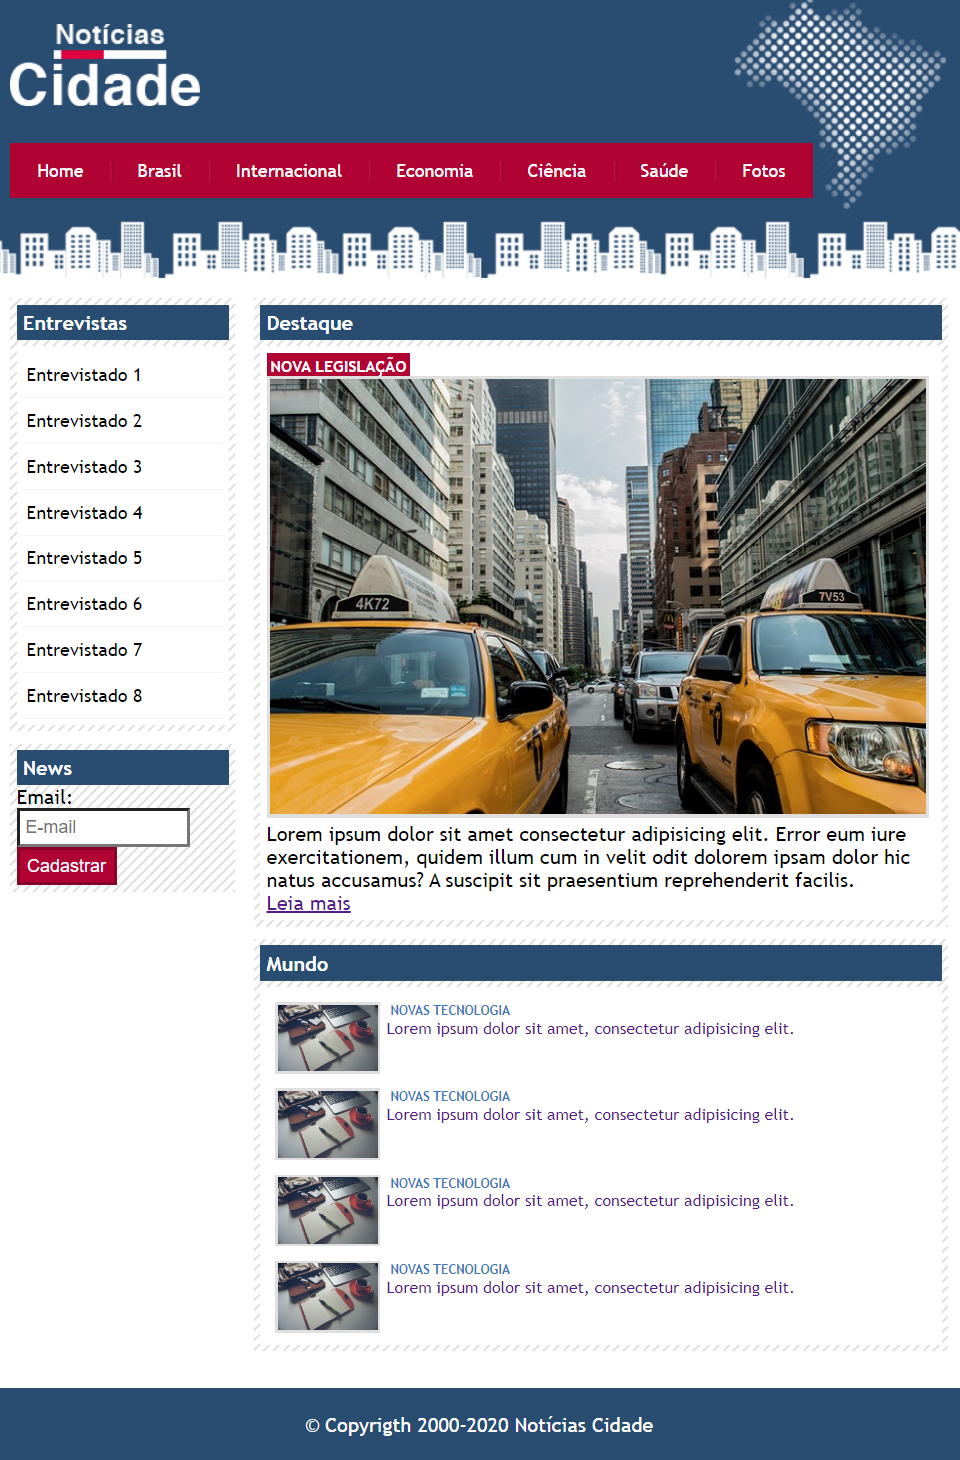 Notícias
Cidade
Home Brasil Internacional Economia Ciência Saúde Fotos
Entrevistas
Entrevistado 1
Entrevistado 2
Entrevistado 3
Entrevistado 4
Entrevistado 5
Entrevistado 6
Entrevistado 7
Entrevistado 8
News
Email:
E-mail
Cadastrar
Destaque
NOVA LEGISLAÇÃO
4K72
7V53
Lorem ipsum dolor sit amet consectetur adipisicing elit. Error eum iure
exercitationem, quidem illum cum in velit odit dolorem ipsam dolor hic
natus accusamus? A suscipit sit praesentium reprehenderit facilis.
Leia mais
Mundo
NOVAS TECNOLOGIA
Lorem ipsum dolor sit amet, consectetur adipisicing elit.
NOVAS TECNOLOGIA
Lorem ipsum dolor sit amet, consectetur adipisicing elit.
NOVAS TECNOLOGIA
Lorem ipsum dolor sit amet, consectetur adipisicing elit.
NOVAS TECNOLOGIA
Lorem ipsum dolor sit amet, consectetur adipisicing elit.
© Copyrigth 2000-2020 Notícias Cidade